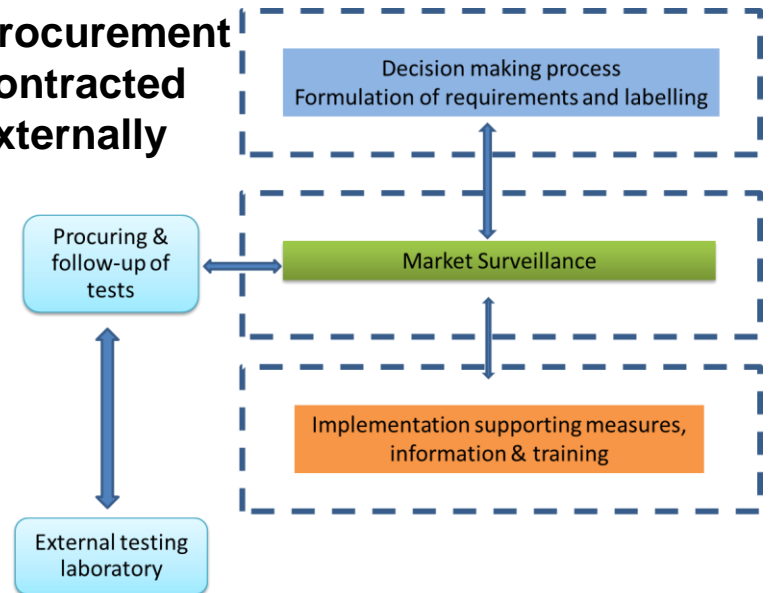 rocurement
ontracted
xternally
Decision making process
Formulation of requirements and labelling
Procuring &
follow-up of
tests
Market Surveillance
Implementation supporting measures,
information & training
External testing
laboratory